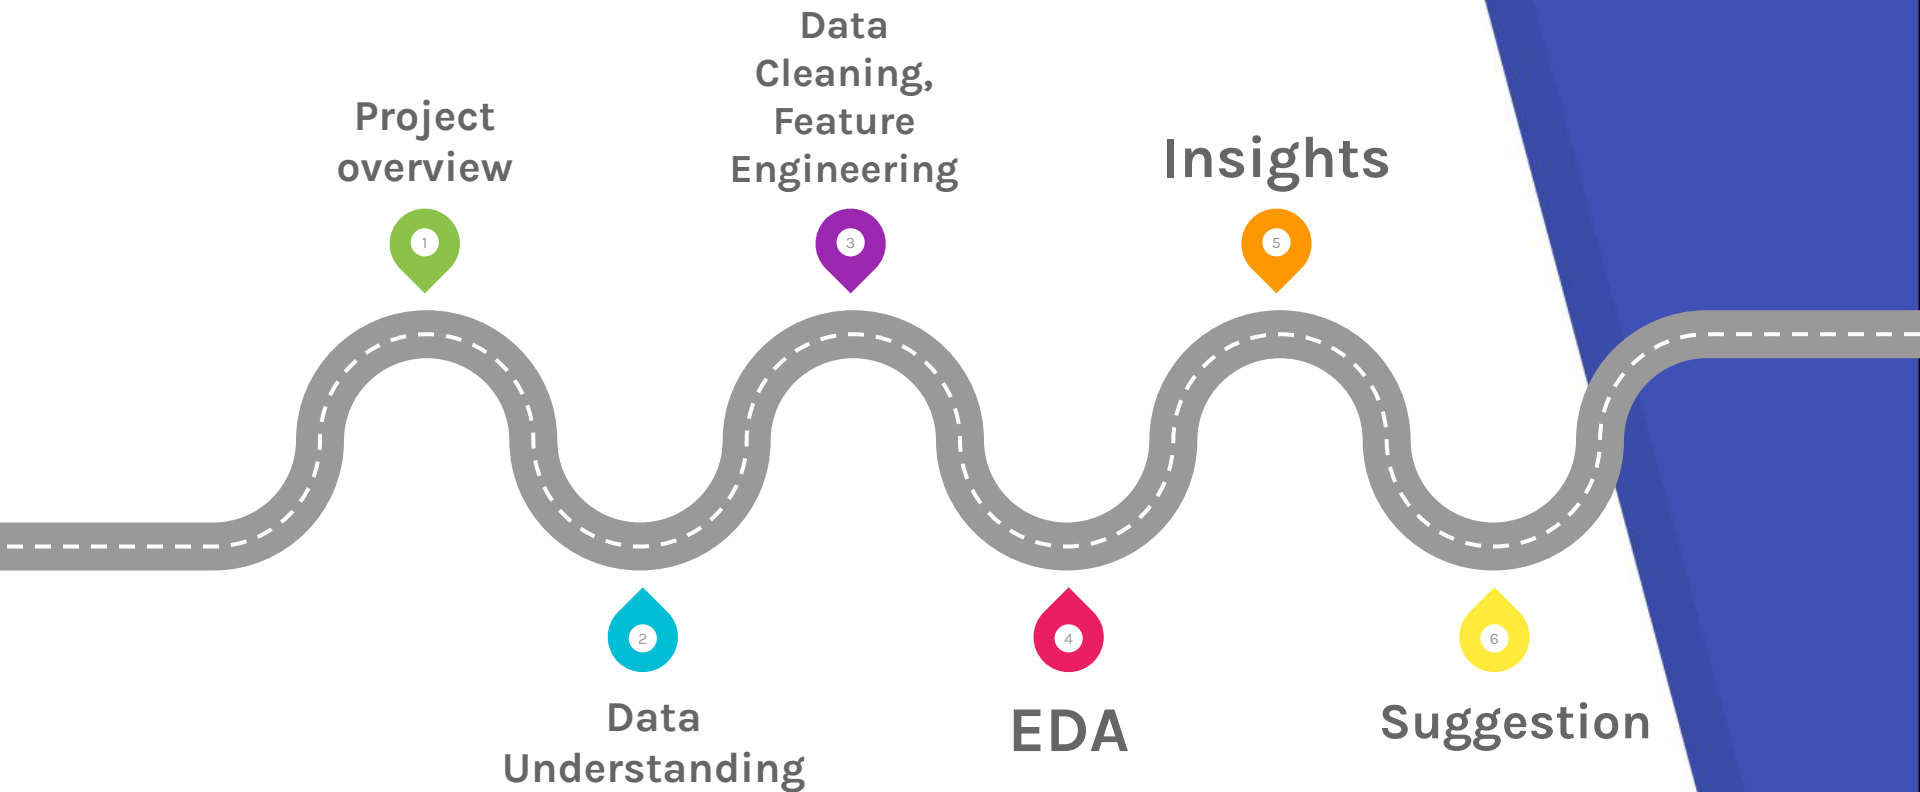 Project
overview
1
2
Data
Understanding
Data
Cleaning,
Feature
Engineering
3
4
EDA
Insights
5
6
Suggestion